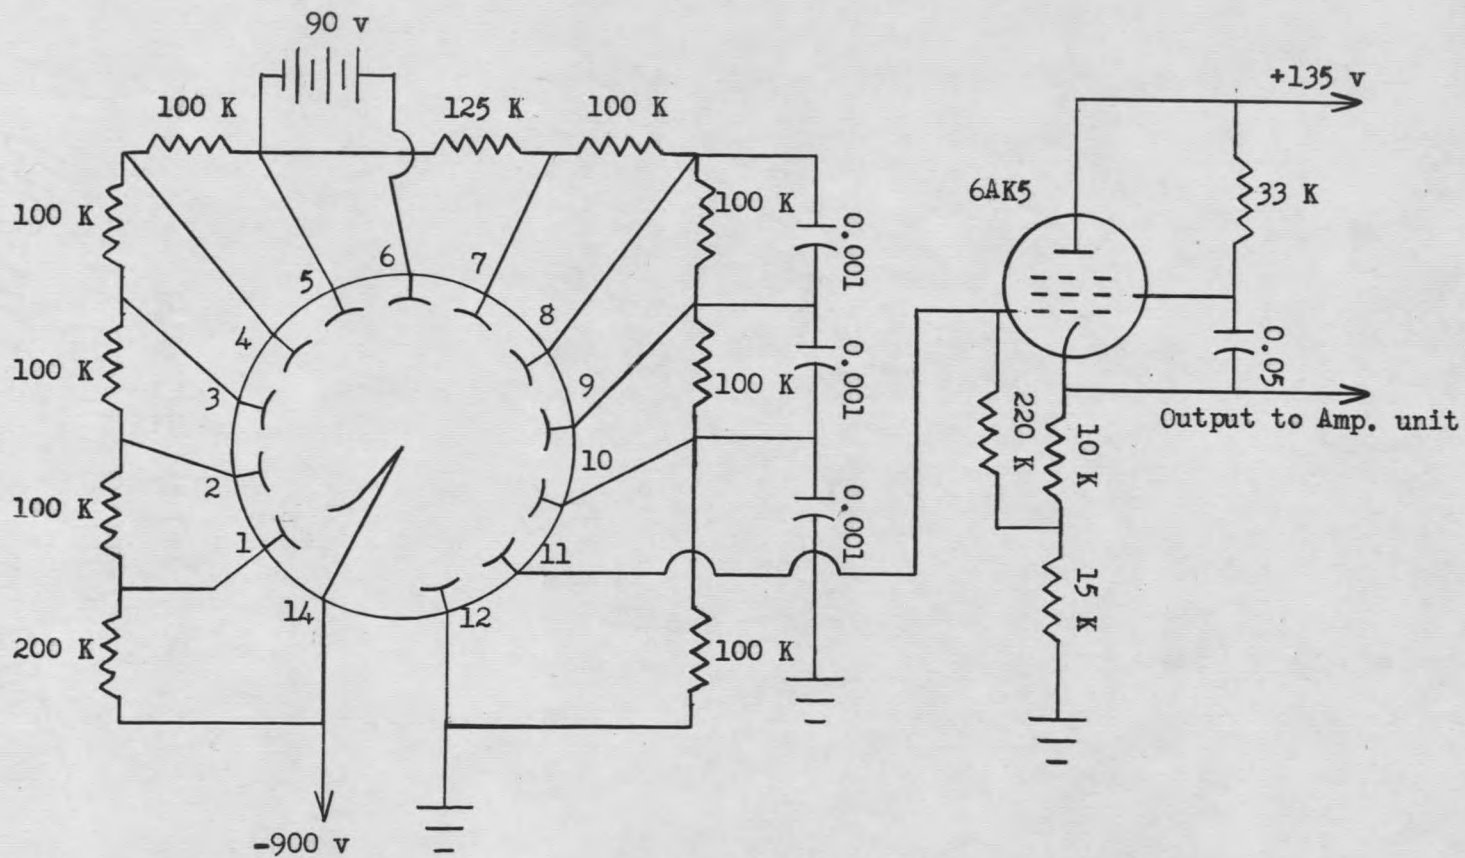 90 v
+135 v
100 K
125 K
100 K
6AK5
33 K
100 K
100 K
0.001
5
6
7
4
8
0.05
100 K
3
9
100 K
0.001
Output to Amp. unit
220 K
10 K
2
10
100 K
1
11
0.001
14
12
15 K
200 K
100 K
-900 v